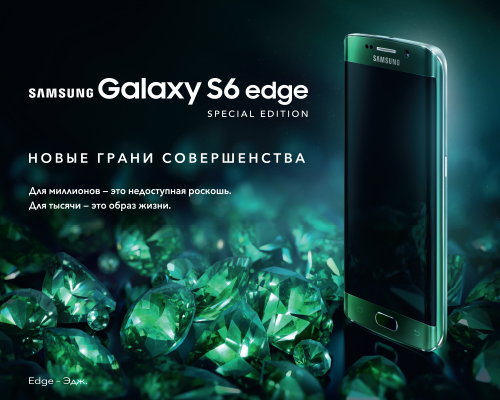 SAMSUNG Galaxy S6 edge
SPECIAL EDITION
НОВЫЕ ГРАНИ СОВЕРШЕНСТВА
Для миллионов – это недоступная роскошь.
Для тысячи – это образ жизни.
SAMSUNG
Edge – Эдж.